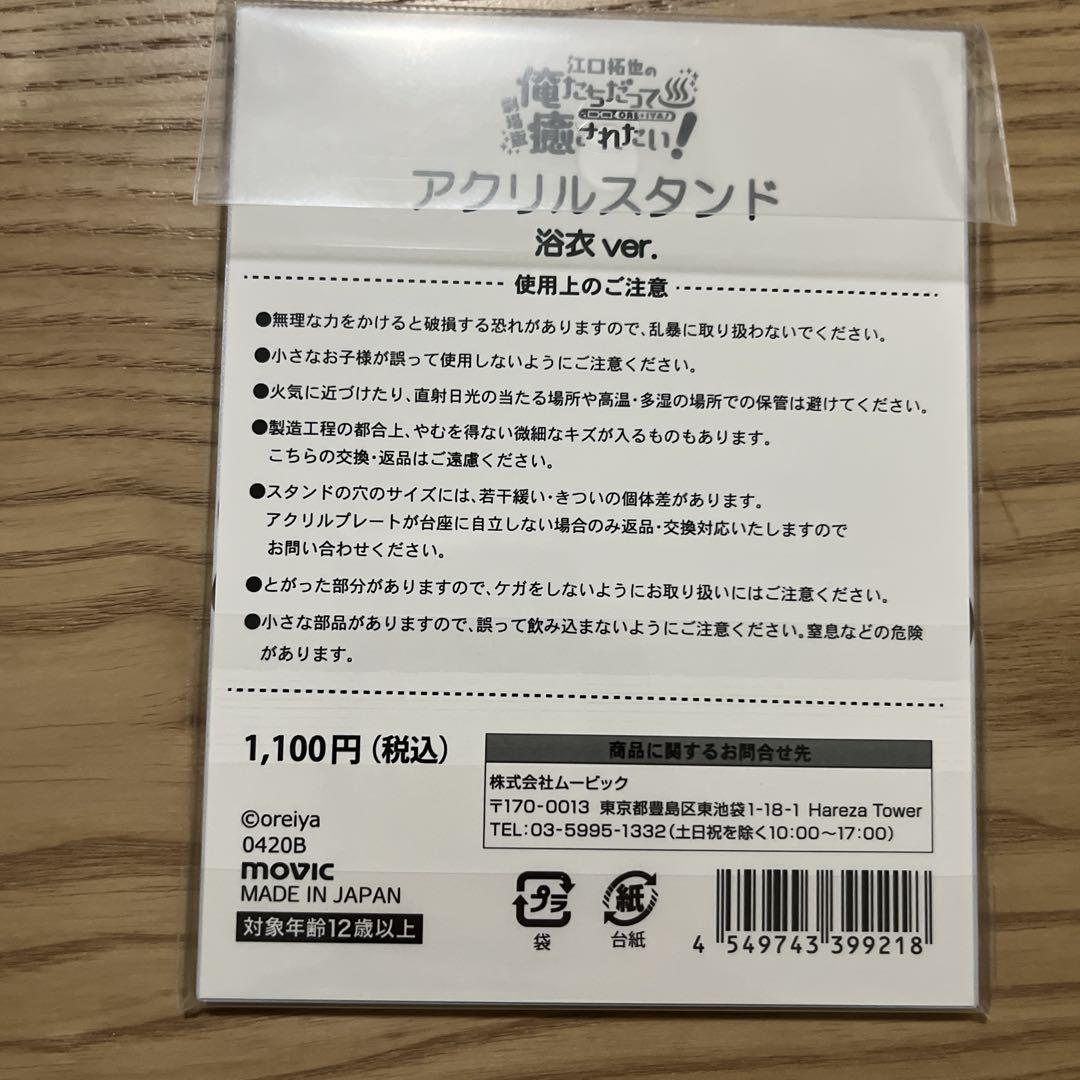 江口拓也の
俺たちだって
ORE×IYA!
劇場版
癒されたい!
アクリルスタンド
浴衣 ver.
使用上のご注意
●無理な力をかけると破損する恐れがありますので、乱暴に取り扱わないでください。
●小さなお子様が誤って使用しないようにご注意ください。
●火気に近づけたり、直射日光の当たる場所や高温・多湿の場所での保管は避けてください。
●製造工程の都合上、やむを得ない微細なキズが入るものもあります。
こちらの交換・返品はご遠慮ください。
●スタンドの穴のサイズには、若干緩い・きついの個体差があります。
アクリルプレートが台座に自立しない場合のみ返品・交換対応いたしますので
お問い合わせください。
●とがった部分がありますので、ケガをしないようにお取り扱いにはご注意ください。
●小さな部品がありますので、誤って飲み込まないようにご注意ください。窒息などの危険
があります。
1,100円(税込)
商品に関するお問合せ先
株式会社ムービック
〒170-0013 東京都豊島区東池袋1-18-1 Hareza Tower
TEL:03-5995-1332(土日祝を除く10:00〜17:00)
©oreiya
0420B
movic
MADE IN JAPAN
対象年齢12歳以上
プラ
袋
紙
台紙
4 549743 399218